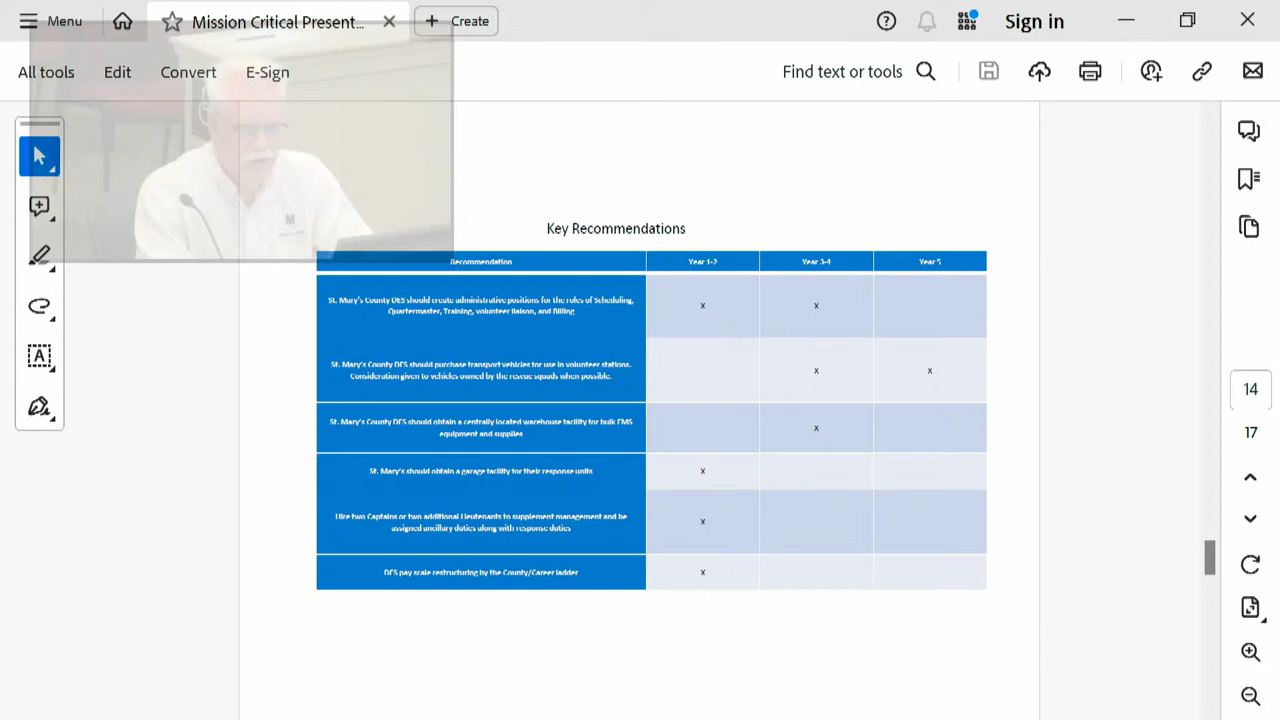 Menu
Mission Critical Present...
Create
Sign in
All tools
Edit
Convert
E-Sign
Find text or tools
Key Recommendations
Recommendation
Year 1-2
Year 3-4
Year 5
St. Mary's County DES should create administrative positions for the roles of Scheduling,
Quartermaster, Training, volunteer liaison, and Billing
x
x
St. Mary's County DES should purchase transport vehicles for use in volunteer stations.
Consideration given to vehicles owned by the rescue squads when possible.
x
x
St. Mary's County DES should obtain a centrally located warehouse facility for bulk EMS
equipment and supplies
x
St. Mary's should obtain a garage facility for their response units
x
Hire two Captains or two additional Lieutenants to supplement management and be
assigned ancillary duties along with response duties
x
DES pay scale restructuring by the County/Career ladder
x
14
17